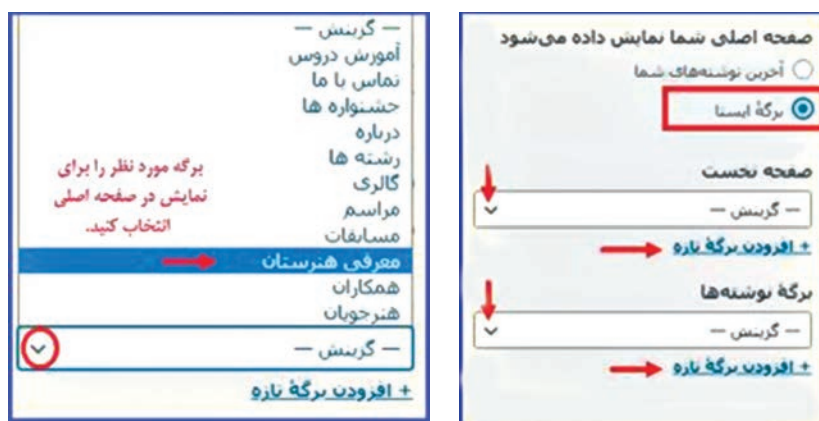 صفحه اصلی شما نمایش داده می‌شود
آخرین نوشته‌های شما
برگهٔ ایستا
صفحه نخست
— گزینش —
+ افزودن برگهٔ تازه
برگهٔ نوشته‌ها
— گزینش —
+ افزودن برگهٔ تازه
— گزینش —
آموزش دروس
تماس با ما
جشنواره ها
درباره
رشته ها
گالری
مراسم
مسابقات
معرفی هنرستان
همکاران
هنرجویان
— گزینش —
+ افزودن برگهٔ تازه
برگه مورد نظر را برای
نمایش در صفحه اصلی
انتخاب کنید.